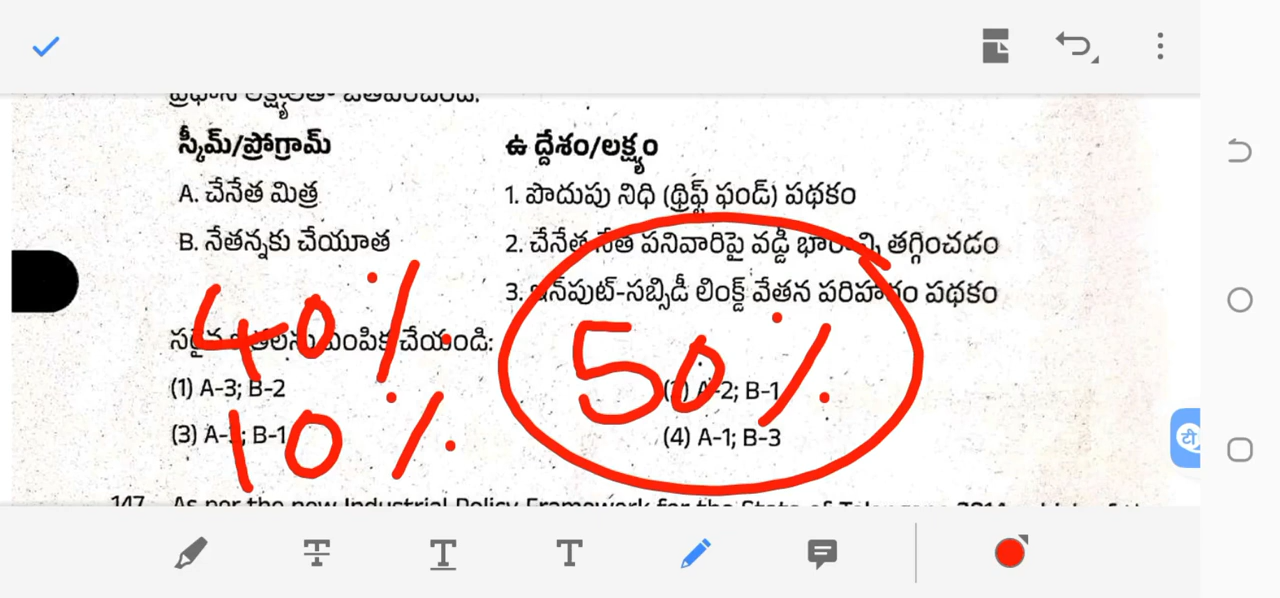 స్కీమ్/ప్రోగ్రామ్ ఉద్దేశం/లక్ష్యం
A. చేనేత మిత్ర 1. పొదుపు నిధి (థ్రిఫ్ట్ ఫండ్) పథకం
B. నేతన్నకు చేయూత 2. చేనేత నేత పనివారిపై వడ్డీ భారాన్ని తగ్గించడం
3. ఇన్‌పుట్-సబ్సిడీ లింక్డ్ వేతన పరిహారం పథకం
40%
చేయండి:
50%
(1) A-3; B-2 (2) A-2; B-1
10%
(3) A-3; B-1 (4) A-1; B-3
147 As per the new Industrial Policy Framework for the State of Telangana 2014
T T T